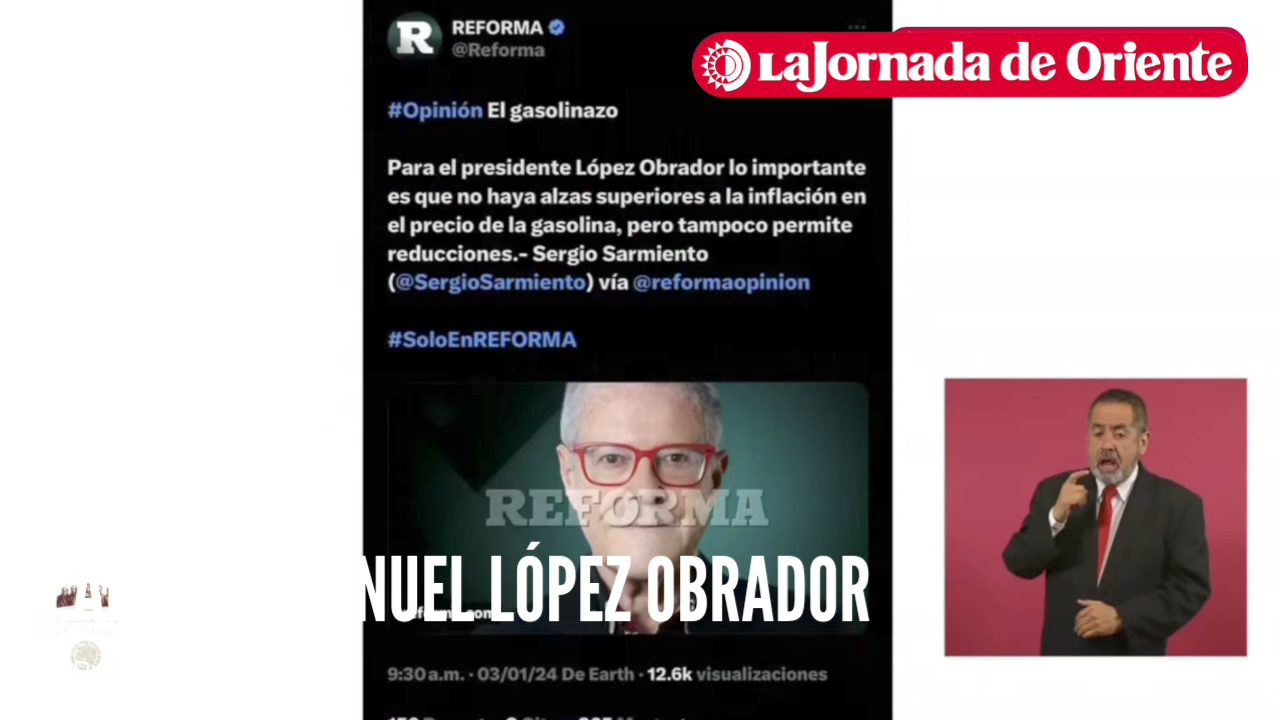 REFORMA
@Reforma
LaJornada de Oriente
#Opinión El gasolinazo
Para el presidente López Obrador lo importante
es que no haya alzas superiores a la inflación en
el precio de la gasolina, pero tampoco permite
reducciones.- Sergio Sarmiento
(@SergioSarmiento) vía @reformaopinion
#SoloEnREFORMA
REFORMA
NUEL LÓPEZ OBRADOR
9:30 a.m. · 03/01/24 De Earth · 12.6k visualizaciones